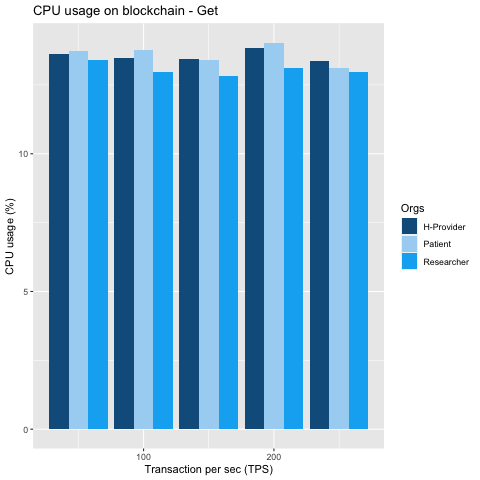 CPU usage on blockchain - Get
CPU usage (%)
10
5
0
100
200
Transaction per sec (TPS)
Orgs
H-Provider
Patient
Researcher